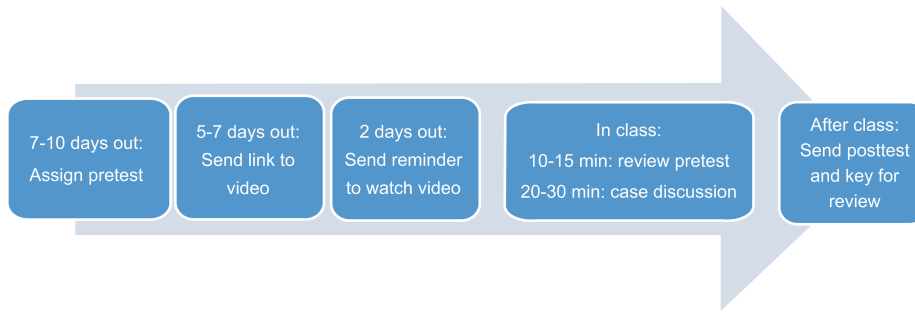 7-10 days out:
Assign pretest
5-7 days out:
Send link to
video
2 days out:
Send reminder
to watch video
In class:
10-15 min: review pretest
20-30 min: case discussion
After class:
Send posttest
and key for
review